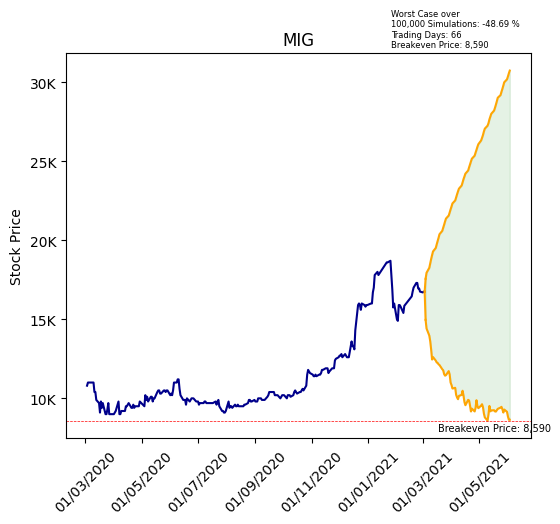 Worst Case over
100,000 Simulations: -48.69 %
Trading Days: 66
Breakeven Price: 8,590
MIG
Stock Price
30K
25K
20K
15K
10K
Breakeven Price: 8,590
01/03/2020
01/05/2020
01/07/2020
01/09/2020
01/11/2020
01/01/2021
01/03/2021
01/05/2021